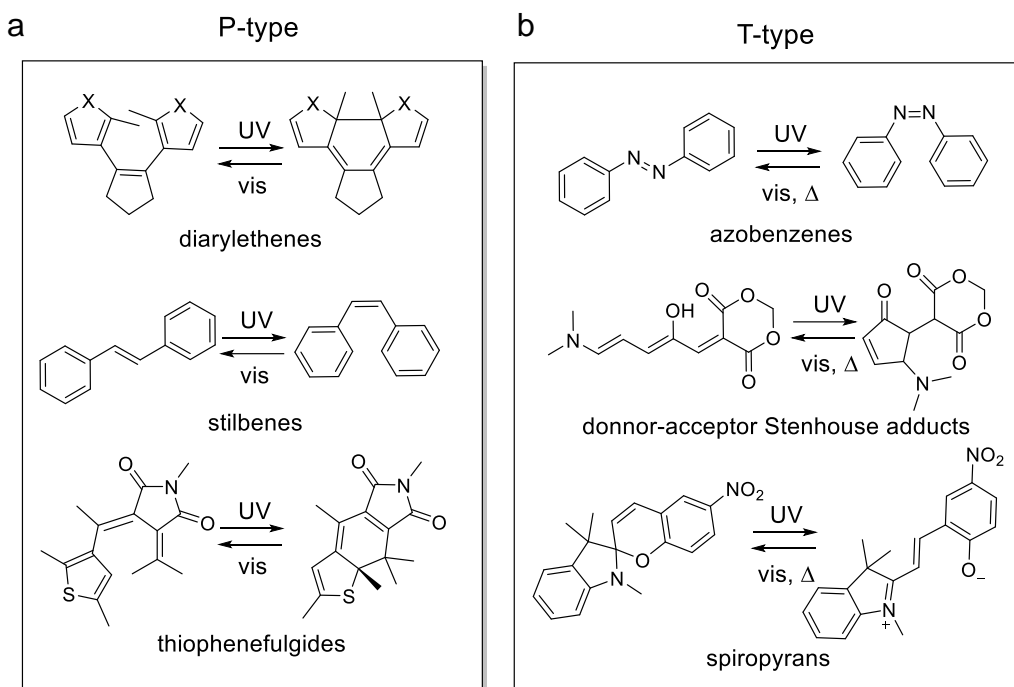 a
P-type
X
X
UV
vis
X
X
diarylethenes
UV
vis
stilbenes
O
N
O
S
UV
vis
O
N
O
S
thiophenefulgides
b
T-type
N
N
UV
vis, Δ
N=N
azobenzenes
N
OH
O
O
O
O
UV
vis, Δ
O
O
O
O
O
N
donnor-acceptor Stenhouse adducts
NO2
O
N
UV
vis, Δ
NO2
O−
N
+
spiropyrans